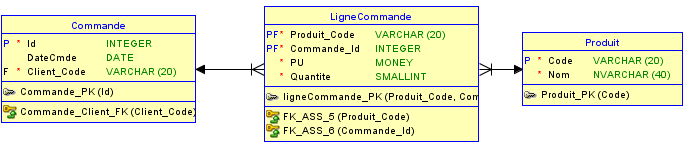 Commande
P * Id INTEGER
DateCmde DATE
F * Client_Code VARCHAR (20)
Commande_PK (Id)
Commande_Client_FK (Client_Code)
LigneCommande
PF* Produit_Code VARCHAR (20)
PF* Commande_Id INTEGER
* PU MONEY
* Quantite SMALLINT
ligneCommande_PK (Produit_Code, Com
FK_ASS_5 (Produit_Code)
FK_ASS_6 (Commande_Id)
Produit
P * Code VARCHAR (20)
* Nom NVARCHAR (40)
Produit_PK (Code)